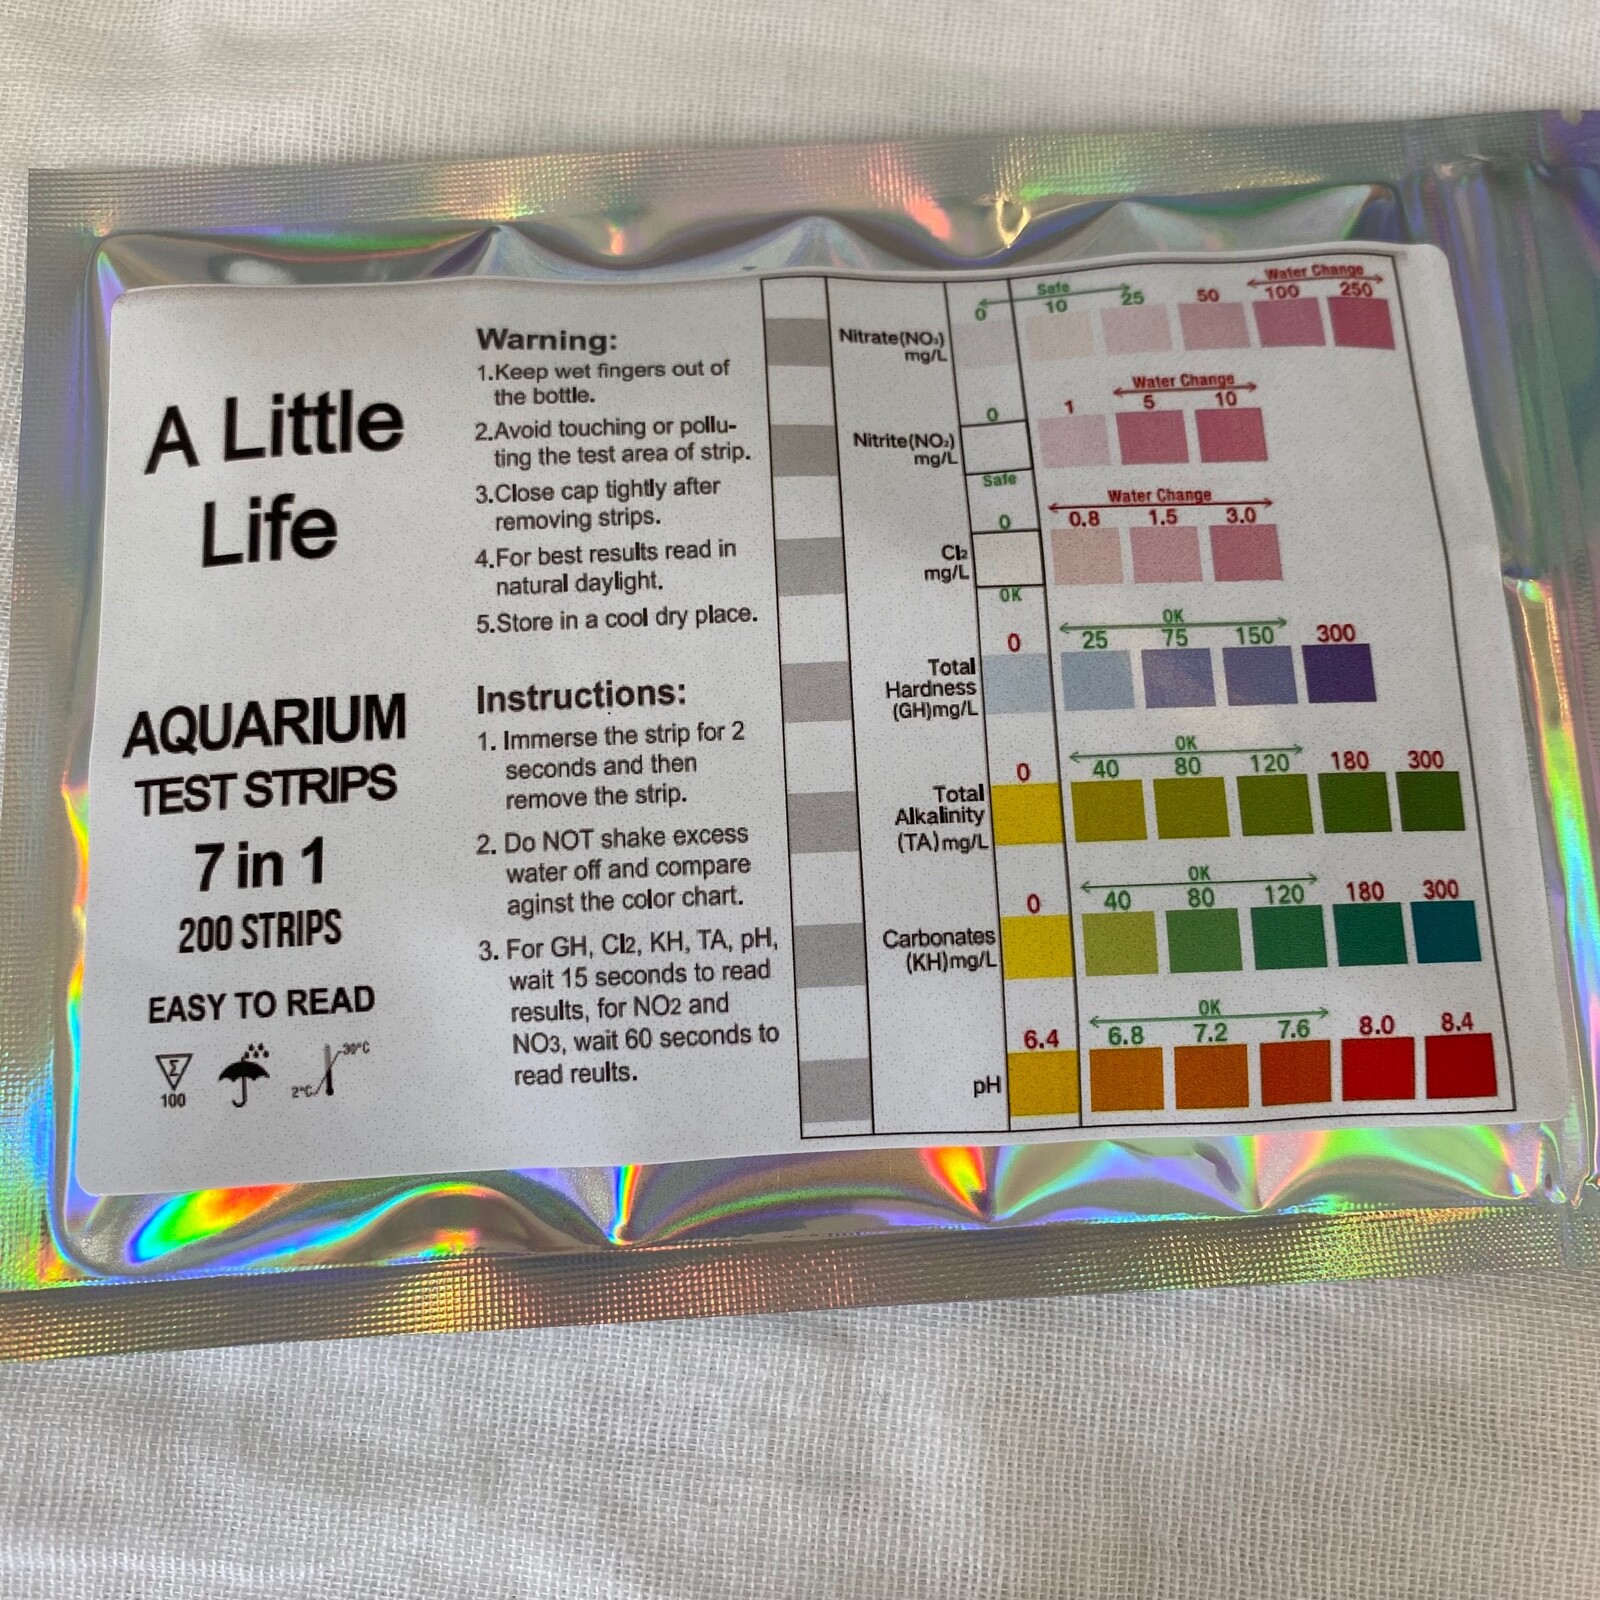 A Little
Life
AQUARIUM
TEST STRIPS
7 in 1
200 STRIPS
EASY TO READ
Σ
100
2°C
30°C
Warning:
1.Keep wet fingers out of
the bottle.
2.Avoid touching or pollu-
ting the test area of strip.
3.Close cap tightly after
removing strips.
4.For best results read in
natural daylight.
5.Store in a cool dry place.
Instructions:
1. Immerse the strip for 2
seconds and then
remove the strip.
2. Do NOT shake excess
water off and compare
aginst the color chart.
3. For GH, Cl2, KH, TA, pH,
wait 15 seconds to read
results, for NO2 and
NO3, wait 60 seconds to
read reults.
Safe
Water Change
0 10 25 50 100 250
Nitrate(NO₃)
mg/L
Water Change
0 1 5 10
Nitrite(NO₂)
mg/L
Safe
Water Change
0 0.8 1.5 3.0
Cl₂
mg/L
OK
OK
0 25 75 150 300
Total
Hardness
(GH)mg/L
OK
0 40 80 120 180 300
Total
Alkalinity
(TA)mg/L
OK
0 40 80 120 180 300
Carbonates
(KH)mg/L
OK
6.4 6.8 7.2 7.6 8.0 8.4
pH